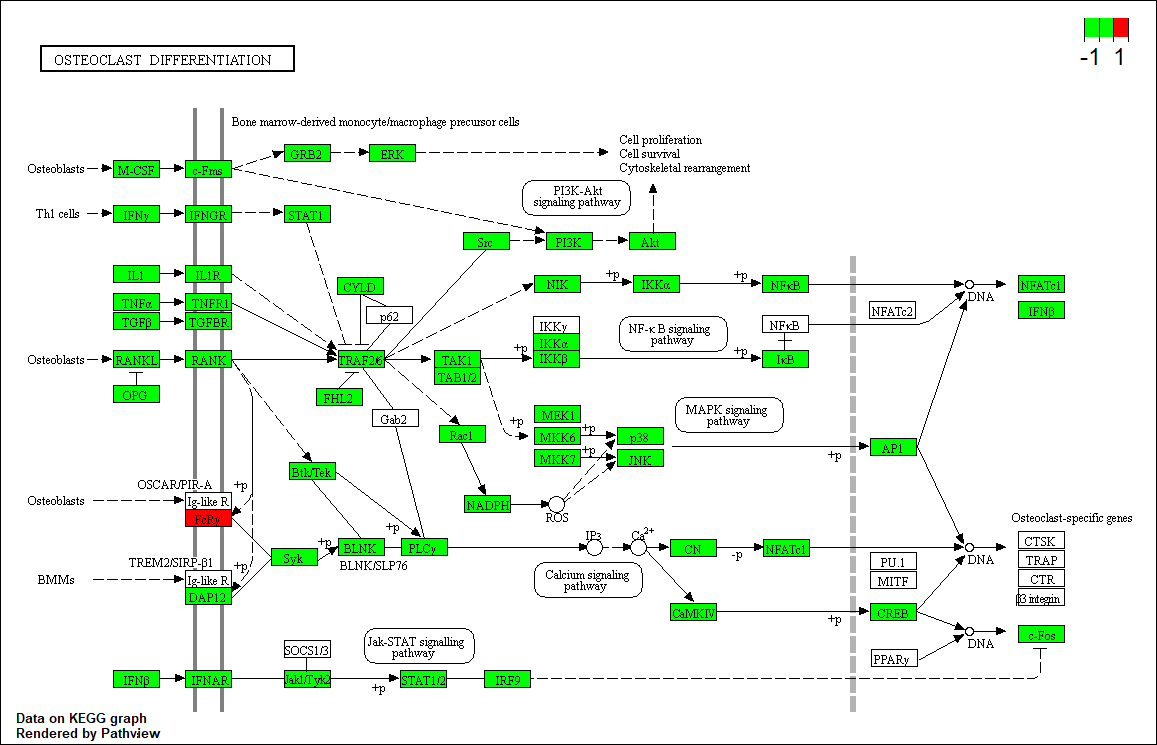 -1 1
OSTEOCLAST DIFFERENTIATION
Bone marrow-derived monocyte/macrophage precursor cells
Osteoblasts
M-CSF
c-Fms
GRB2
ERK
Cell proliferation
Cell survival
Cytoskeletal rearrangement
PI3K-Akt
signaling pathway
Th1 cells
IFNγ
IFNGR
STAT1
Src
PI3K
Akt
IL1
IL1R
CYLD
p62
NIK
+p
IKKα
+p
NFκB
NFATc2
DNA
NFATc1
IFNβ
TNFα
TNFR1
TGFβ
TGFBR
IKKγ
IKKα
IKKβ
NF-κ B signaling
pathway
NFκB
IκB
+p
+p
Osteoblasts
RANKL
RANK
TRAF2/6
TAK1
TAB1/2
OPG
FHL2
Gab2
Rac1
+p
MEK1
MKK6
MKK7
+p
+p
p38
JNK
MAPK signaling
pathway
+p
AP1
Btk/Tek
NADPH
ROS
OSCAR/PIR-A
+p
Osteoblasts
Ig-like R
FcRγ
Syk
+p
+p
BLNK
BLNK/SLP76
PLCγ
IP3
Ca2+
CN
-p
NFATc1
DNA
Osteoclast-specific genes
CTSK
TRAP
CTR
β3 integrin
PU.1
MITF
TREM2/SIRP-β1
+p
BMMs
Ig-like R
DAP12
Calcium signaling
pathway
CaMKIV
+p
CREB
DNA
c-Fos
PPARγ
SOCS1/3
Jak-STAT signalling
pathway
IFNβ
IFNAR
Jak1/Tyk2
+p
STAT1/2
IRF9
Data on KEGG graph
Rendered by Pathview